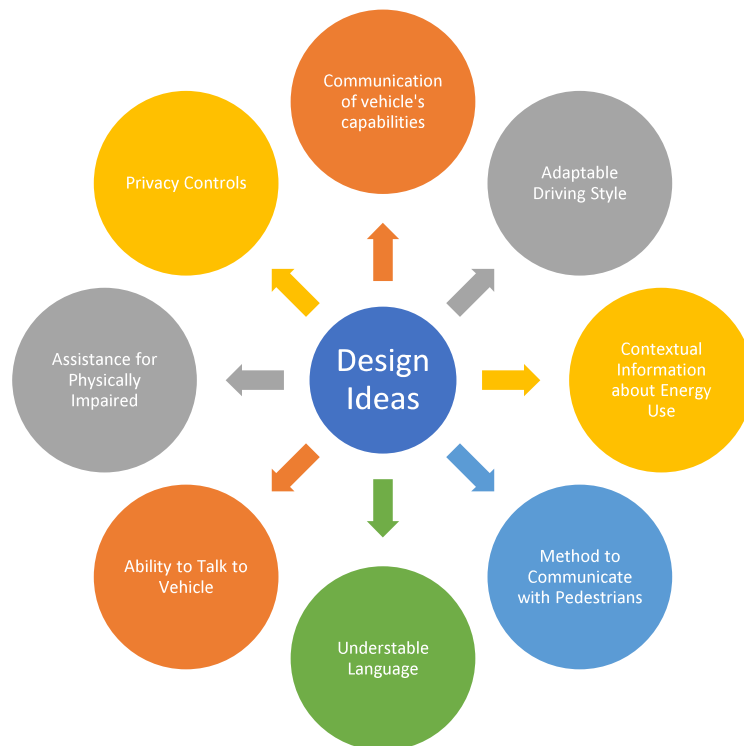 Communication
of vehicle's
capabilities
Adaptable
Driving Style
Contextual
Information
about Energy
Use
Method to
Communicate
with Pedestrians
Understable
Language
Ability to Talk to
Vehicle
Assistance for
Physically
Impaired
Privacy Controls
Design
Ideas